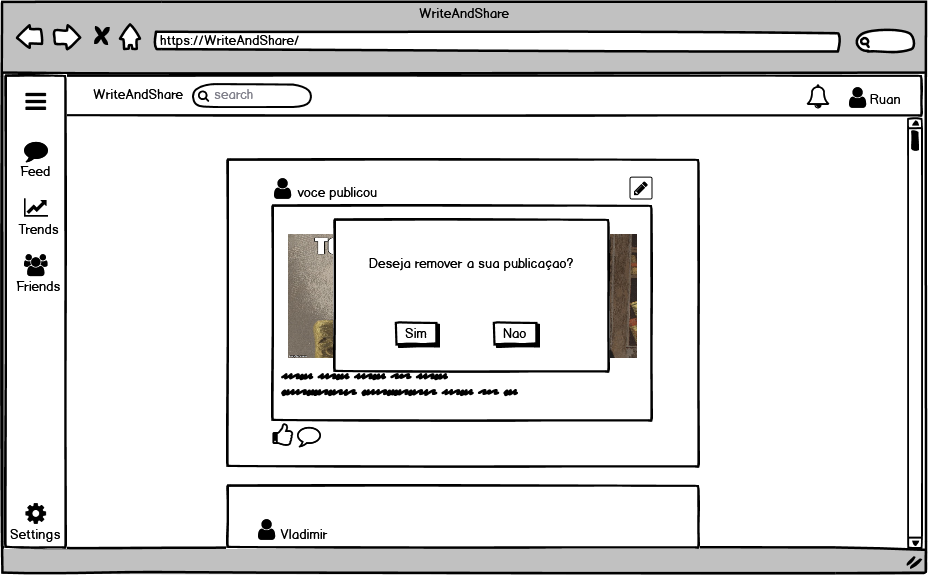 WriteAndShare
https://WriteAndShare/
WriteAndShare
search
Ruan
Feed
Trends
Friends
Settings
voce publicou
Deseja remover a sua publicaçao?
Sim
Nao
Vladimir